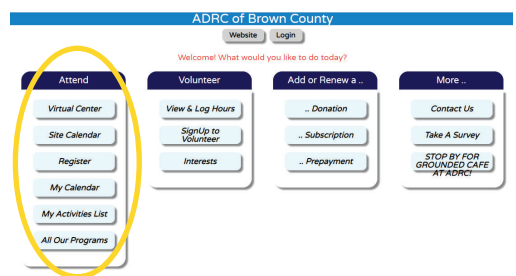 ADRC of Brown County
Website Login
Welcome! What would you like to do today?
Attend
Virtual Center
Site Calendar
Register
My Calendar
My Activities List
All Our Programs
Volunteer
View & Log Hours
SignUp to
Volunteer
Interests
Add or Renew a ..
.. Donation
.. Subscription
.. Prepayment
More ..
Contact Us
Take A Survey
STOP BY FOR
GROUNDED CAFE
AT ADRC!